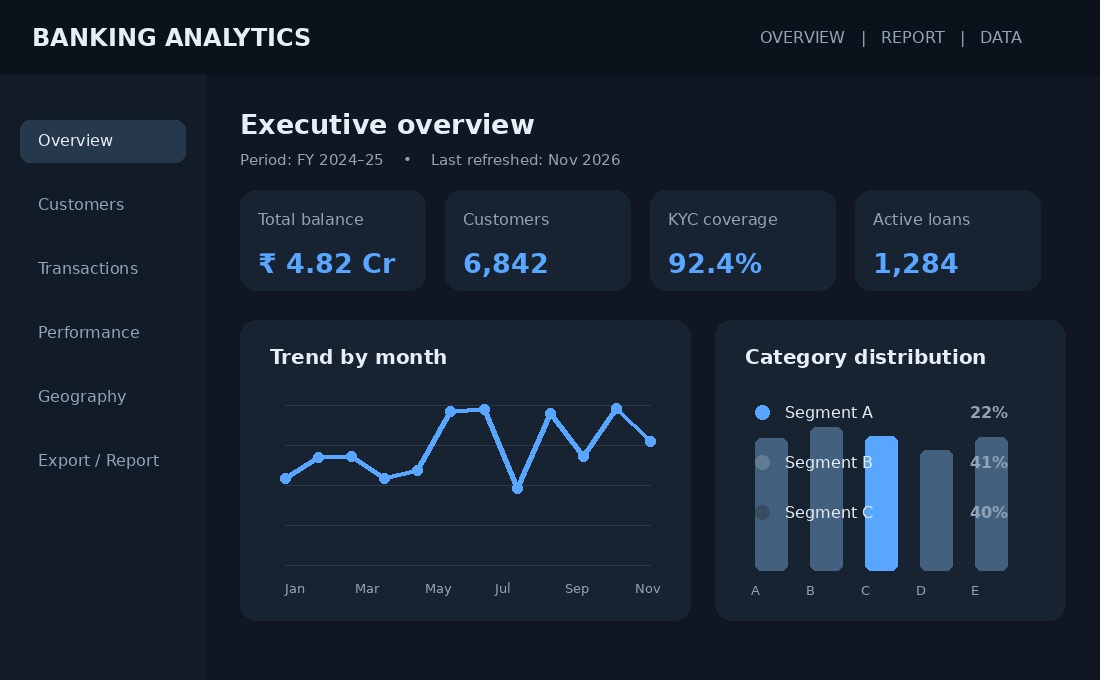 BANKING ANALYTICS
OVERVIEW | REPORT | DATA
Overview
Customers
Transactions
Performance
Geography
Export / Report
Executive overview
Period: FY 2024–25 • Last refreshed: Nov 2026
Total balance
₹ 4.82 Cr
Customers
6,842
KYC coverage
92.4%
Active loans
1,284
Trend by month
Jan Mar May Jul Sep Nov
Category distribution
Segment A 22%
Segment B 41%
Segment C 40%
A B C D E